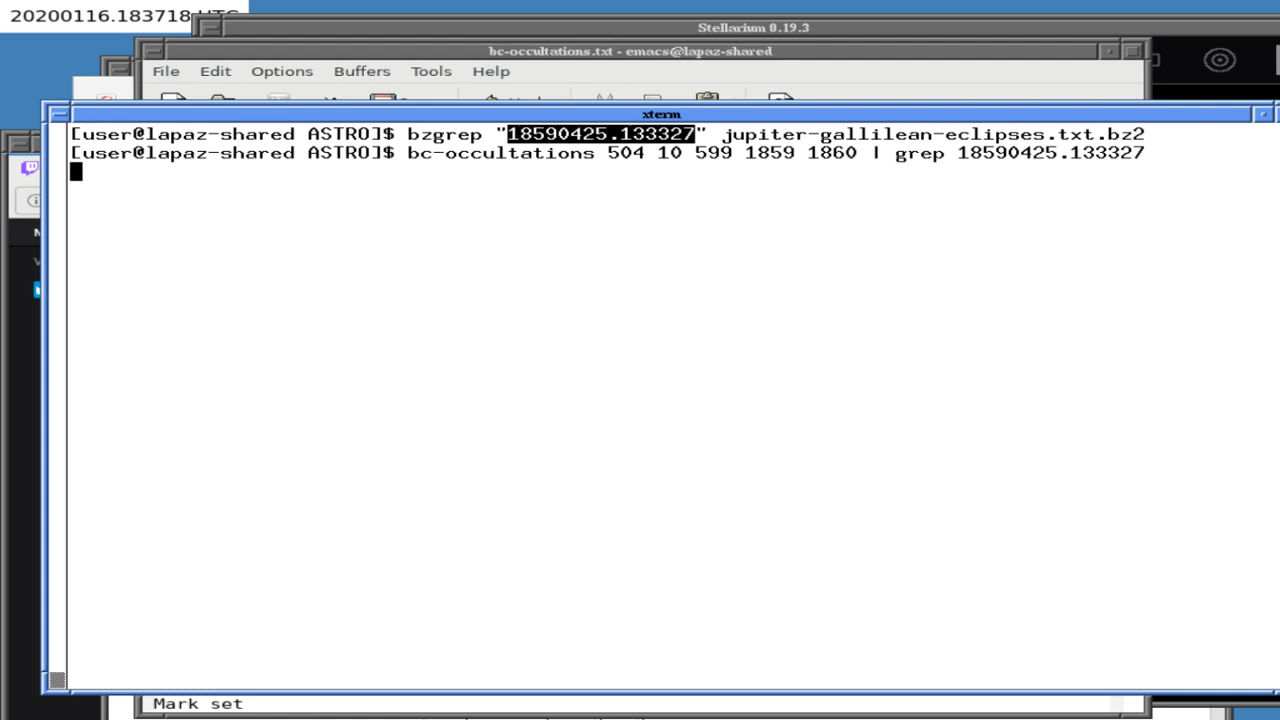 20200116.183718 UTC
Stellarium 0.19.3
bc-occultations.txt - emacs@lapaz-shared
File Edit Options Buffers Tools Help
xterm
[user@lapaz-shared ASTRO]$ bzgrep "18590425.133327" jupiter-gallilean-eclipses.txt.bz2
[user@lapaz-shared ASTRO]$ bc-occultations 504 10 599 1859 1860 | grep 18590425.133327
Mark set